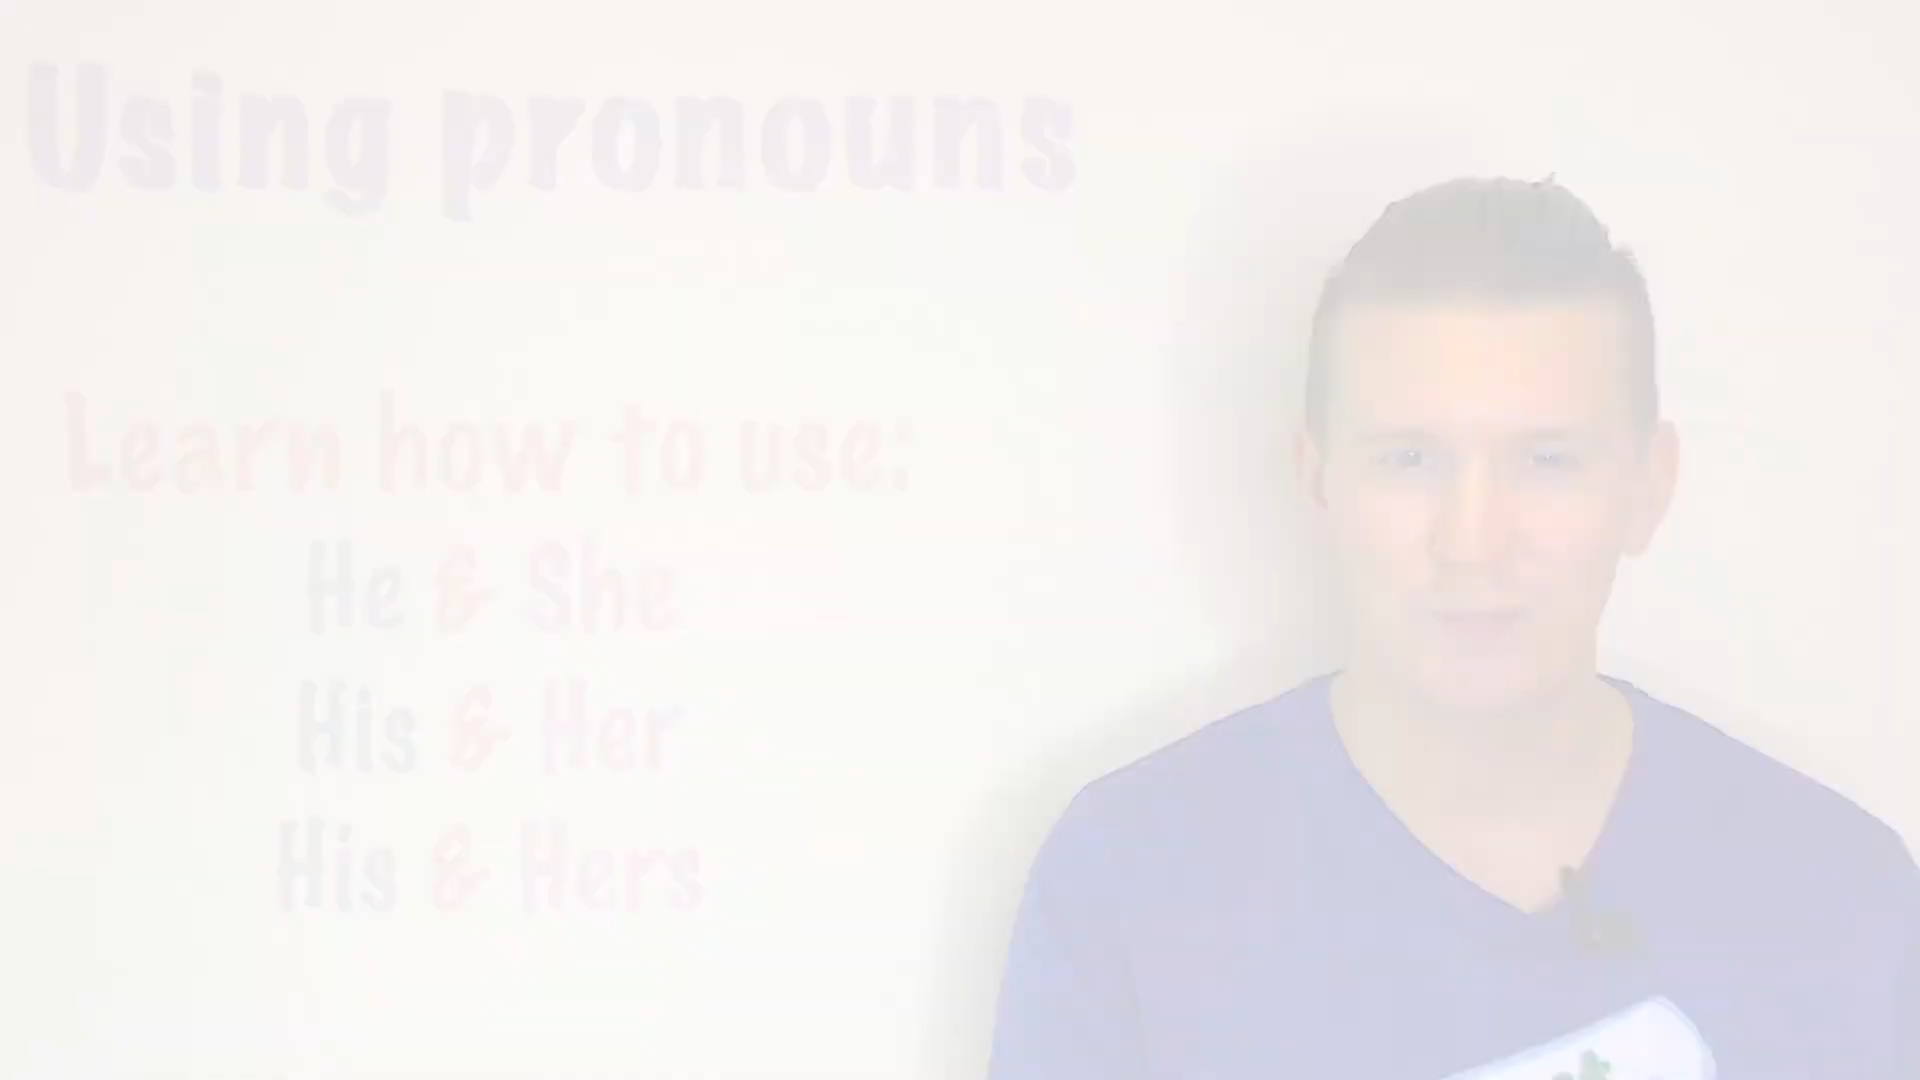 Using pronouns
Learn how to use:
He & She
His & Her
His & Hers